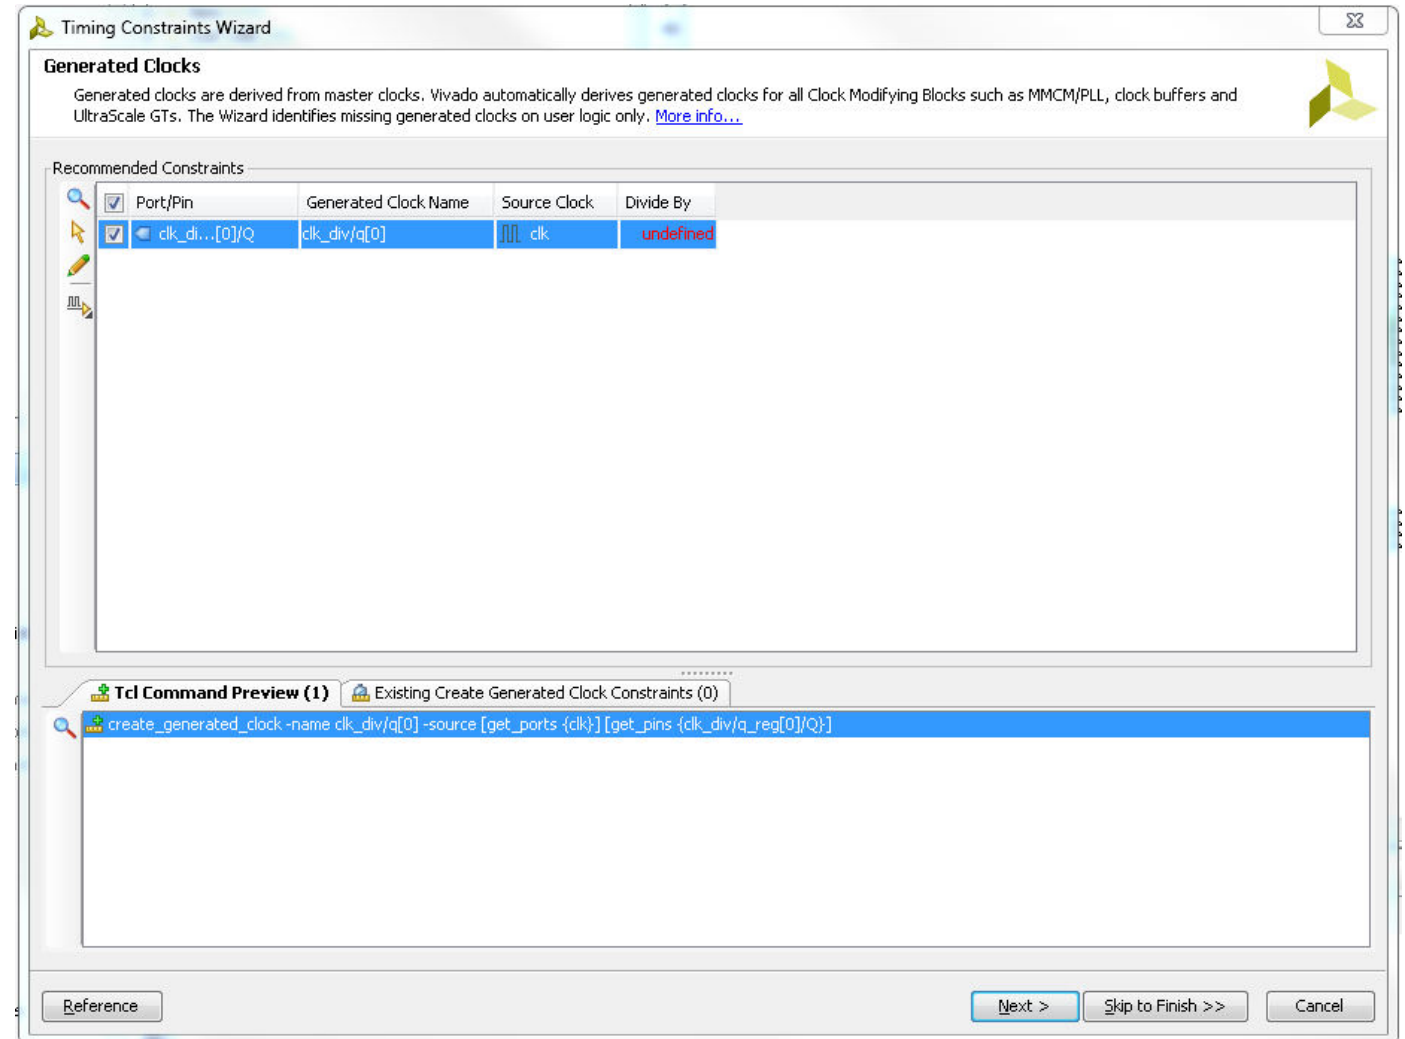 Timing Constraints Wizard
Generated Clocks
Generated clocks are derived from master clocks. Vivado automatically derives generated clocks for all Clock Modifying Blocks such as MMCM/PLL, clock buffers and
UltraScale GTs. The Wizard identifies missing generated clocks on user logic only. More info...
Recommended Constraints
Port/Pin Generated Clock Name Source Clock Divide By
clk_di...[0]/Q clk_div/q[0] clk undefined
Tcl Command Preview (1) Existing Create Generated Clock Constraints (0)
create_generated_clock -name clk_div/q[0] -source [get_ports {clk}] [get_pins {clk_div/q_reg[0]/Q}]
Reference Next > Skip to Finish >> Cancel